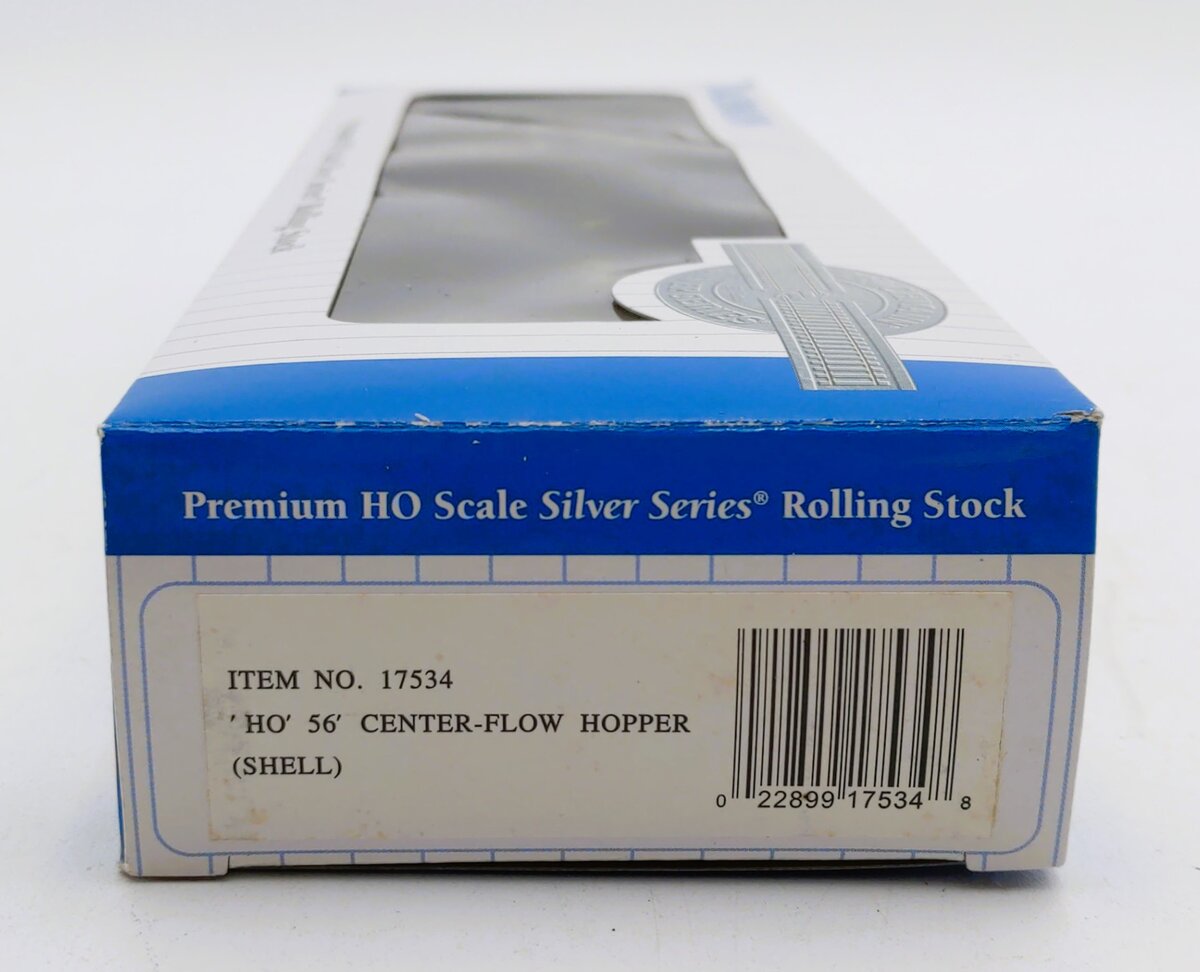 Premium HO Scale Silver Series® Rolling Stock
ITEM NO. 17534
'HO' 56' CENTER-FLOW HOPPER
(SHELL)
0 22899 17534 8